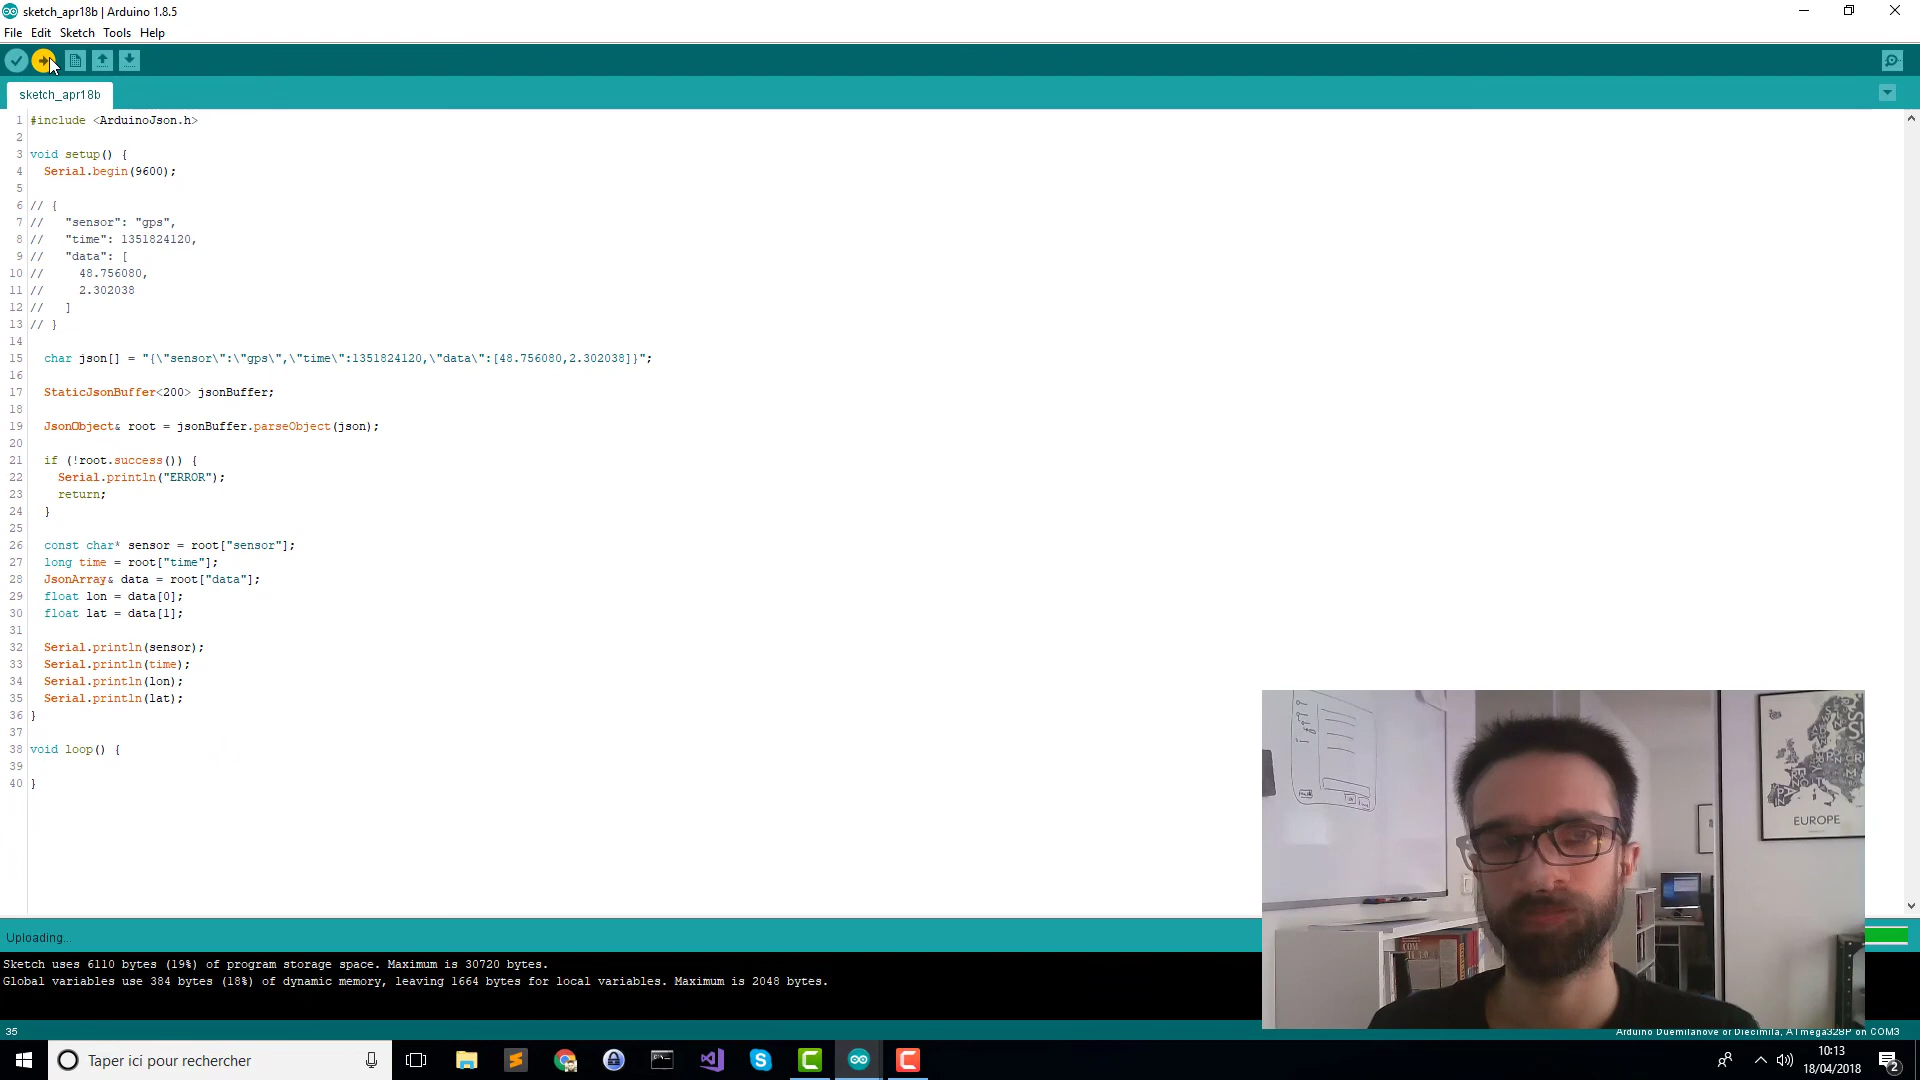 sketch_apr18b | Arduino 1.8.5
File Edit Sketch Tools Help
sketch_apr18b
1 #include <ArduinoJson.h>
2
3 void setup() {
4 Serial.begin(9600);
5
6 // {
7 // "sensor": "gps",
8 // "time": 1351824120,
9 // "data": [
10 // 48.756080,
11 // 2.302038
12 // ]
13 // }
14
15 char json[] = "{\"sensor\":\"gps\",\"time\":1351824120,\"data\":[48.756080,2.302038]}";
16
17 StaticJsonBuffer<200> jsonBuffer;
18
19 JsonObject& root = jsonBuffer.parseObject(json);
20
21 if (!root.success()) {
22 Serial.println("ERROR");
23 return;
24 }
25
26 const char* sensor = root["sensor"];
27 long time = root["time"];
28 JsonArray& data = root["data"];
29 float lon = data[0];
30 float lat = data[1];
31
32 Serial.println(sensor);
33 Serial.println(time);
34 Serial.println(lon);
35 Serial.println(lat);
36 }
37
38 void loop() {
39
40 }
EUROPE
Uploading...
Sketch uses 6110 bytes (19%) of program storage space. Maximum is 30720 bytes.
Global variables use 384 bytes (18%) of dynamic memory, leaving 1664 bytes for local variables. Maximum is 2048 bytes.
35
Arduino Duemilanove or Diecimila, ATmega328P on COM3
Taper ici pour rechercher
10:13
18/04/2018
2